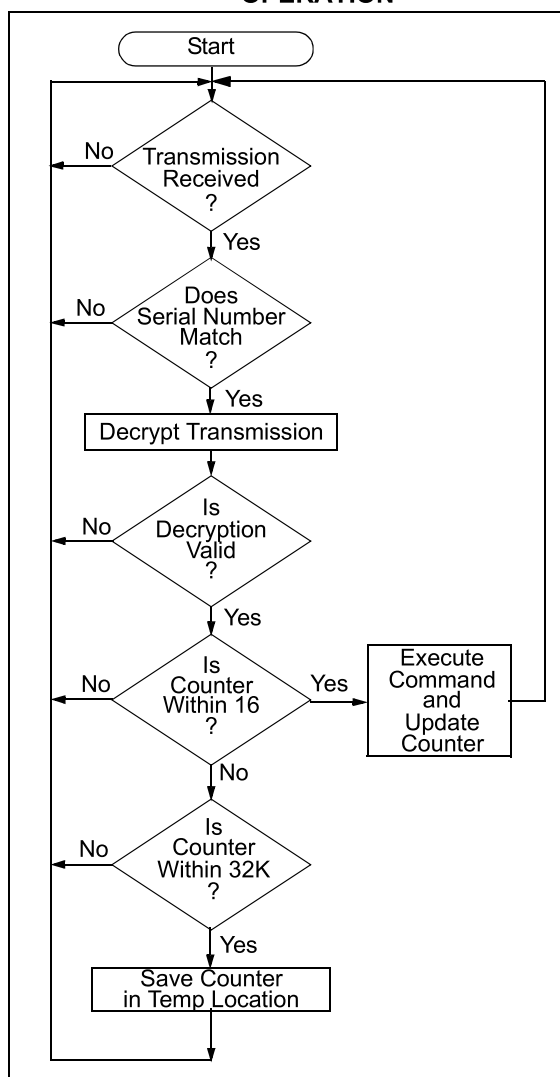 OPERATION
Start
No
Transmission
Received
?
Yes
No
Does
Serial Number
Match
?
Yes
Decrypt Transmission
No
Is
Decryption
Valid
?
Yes
No
Is
Counter
Within 16
?
Yes
Execute
Command
and
Update
Counter
No
No
Is
Counter
Within 32K
?
Yes
Save Counter
in Temp Location